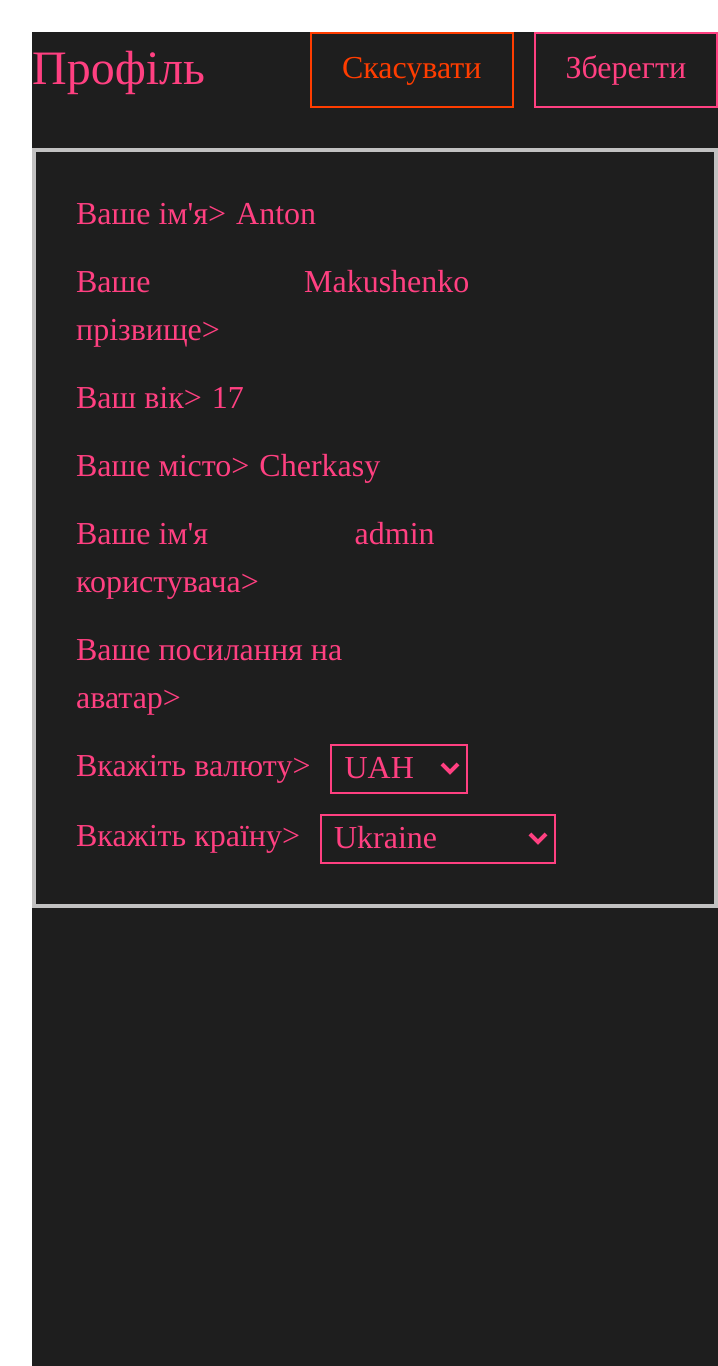 Профіль Скасувати Зберегти
Ваше ім'я> Anton
Ваше Makushenko
прізвище>
Ваш вік> 17
Ваше місто> Cherkasy
Ваше ім'я admin
користувача>
Ваше посилання на
аватар>
Вкажіть валюту> UAH
Вкажіть країну> Ukraine